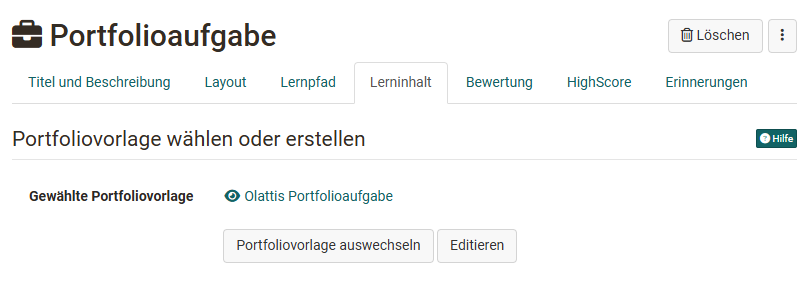 Portfolioaufgabe
Löschen
Titel und Beschreibung Layout Lernpfad Lerninhalt Bewertung HighScore Erinnerungen
Portfoliovorlage wählen oder erstellen
Hilfe
Gewählte Portfoliovorlage Olattis Portfolioaufgabe
Portfoliovorlage auswechseln Editieren